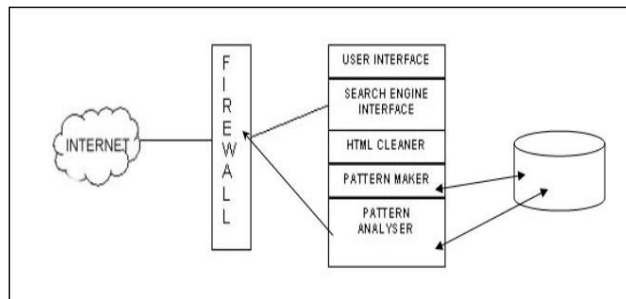 INTERNET
F
I
R
E
W
A
L
L
USER INTERFACE
SEARCH ENGINE
INTERFACE
HTML CLEANER
PATTERN MAKER
PATTERN
ANALYSER